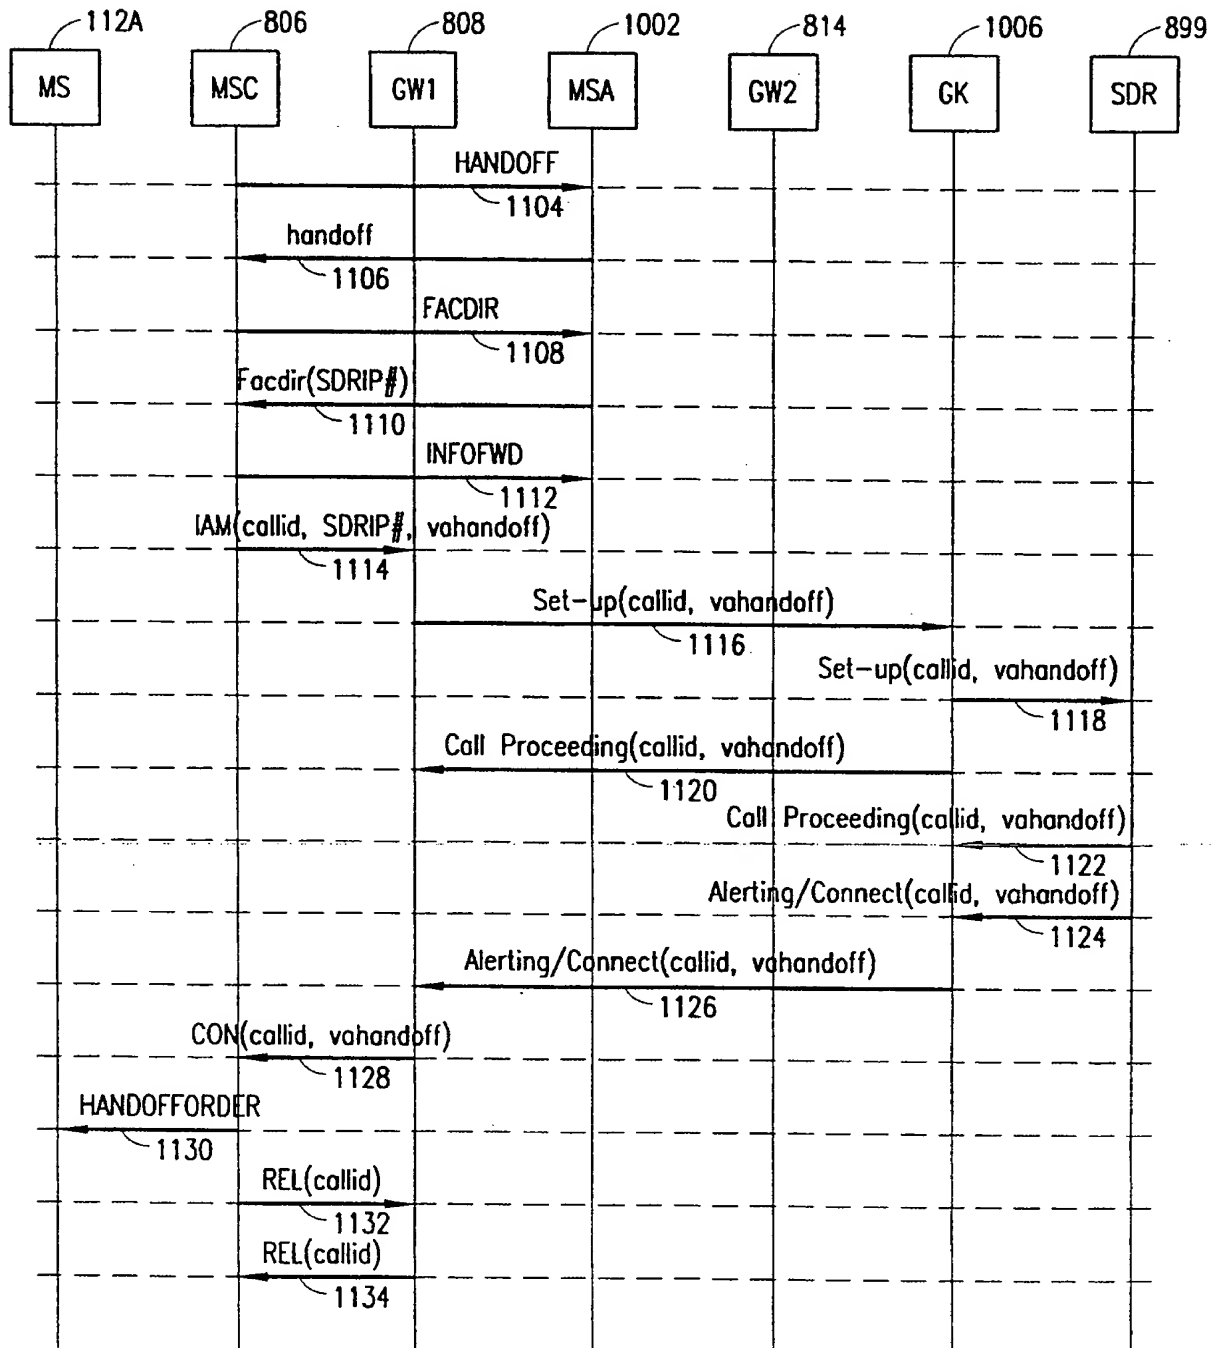 112A 806 808 1002 814 1006 899
MS MSC GW1 MSA GW2 GK SDR
HANDOFF
1104
handoff
1106
FACDIR
1108
Facdir(SDRIP#)
1110
INFOFWD
1112
IAM(callid, SDRIP#, vahandoff)
1114
Set-up(callid, vahandoff)
1116
Set-up(callid, vahandoff)
1118
Call Proceeding(callid, vahandoff)
1120
Call Proceeding(callid, vahandoff)
1122
Alerting/Connect(callid, vahandoff)
1124
Alerting/Connect(callid, vahandoff)
1126
CON(callid, vahandoff)
1128
HANDOFFORDER
1130
REL(callid)
1132
REL(callid)
1134